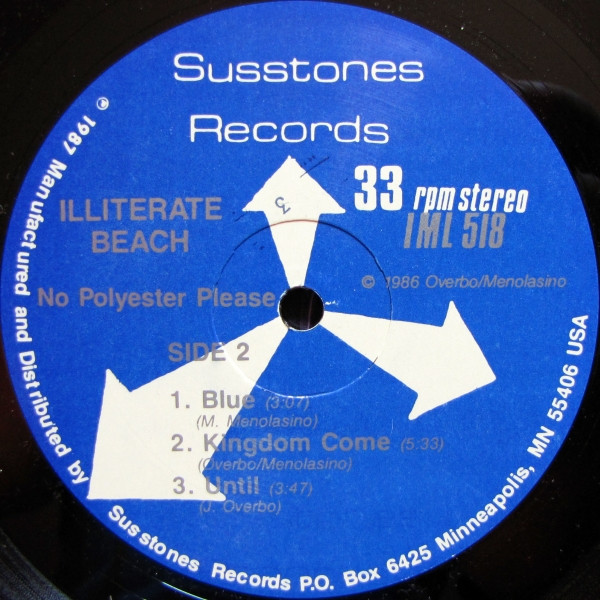 Susstones
Records
33 rpm stereo
IML 518
ILLITERATE
BEACH
© 1986 Overbo/Menolasino
No Polyester Please
SIDE 2
1. Blue (3:07)
(M. Menolasino)
2. Kingdom Come (5:33)
(Overbo/Menolasino)
3. Until (3:47)
(J. Overbo)
© 1987 Manufactured and Distributed by Susstones Records P.O. Box 6425 Minneapolis, MN 55406 USA
3